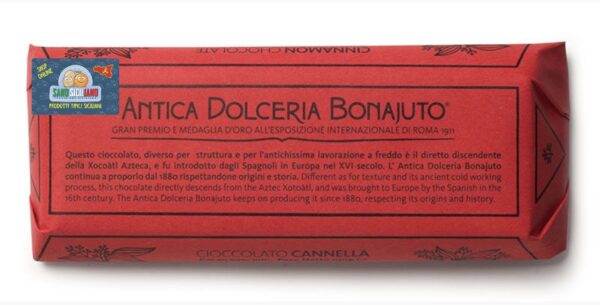 CINNAMON CHOCOLATE
SHOP
ONLINE
SANOSICILIANO
PRODOTTI TIPICI SICILIANI
ANTICA DOLCERIA BONAJUTO®
GRAN PREMIO E MEDAGLIA D'ORO ALL'ESPOSIZIONE INTERNAZIONALE DI ROMA 1911
Questo cioccolato, diverso per struttura e per l'antichissima lavorazione a freddo è il diretto discendente
della Xocoàtl Azteca, e fu introdotto dagli Spagnoli in Europa nel XVI secolo. L' Antica Dolceria Bonajuto
continua a proporlo dal 1880 rispettandone origini e storia. Different as for texture and its ancient cold working
process, this chocolate directly descends from the Aztec Xotoàtl, and was brought to Europe by the Spanish in the
16th century. The Antica Dolceria Bonajuto keeps on producing it since 1880, respecting its origins and history.
CIOCCOLATO CANNELLA